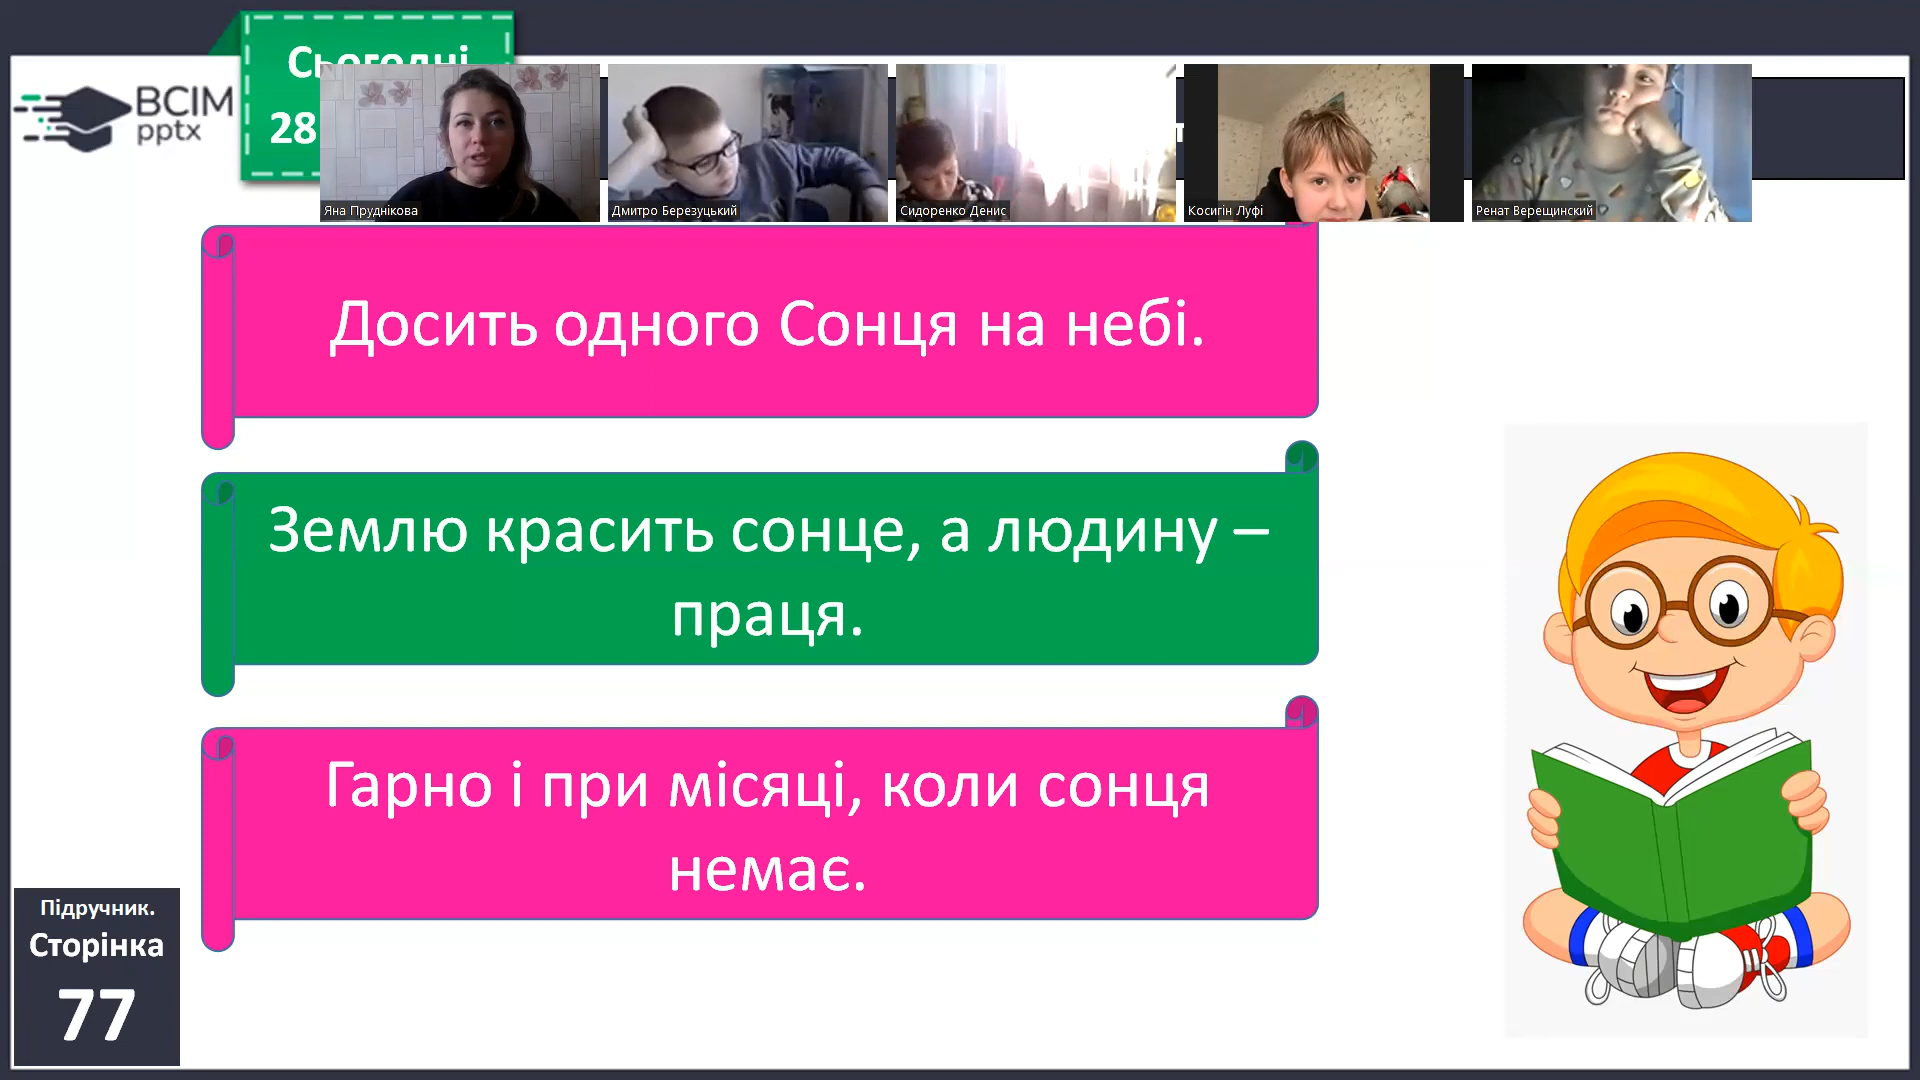 Сьогодні
28
ВСІМ
pptx
Яна Пруднікова
Дмитро Березуцький
Сидоренко Денис
Косигін Луфі
Ренат Верещинский
Досить одного Сонця на небі.
Землю красить сонце, а людину –
праця.
Гарно і при місяці, коли сонця
немає.
Підручник.
Сторінка
77